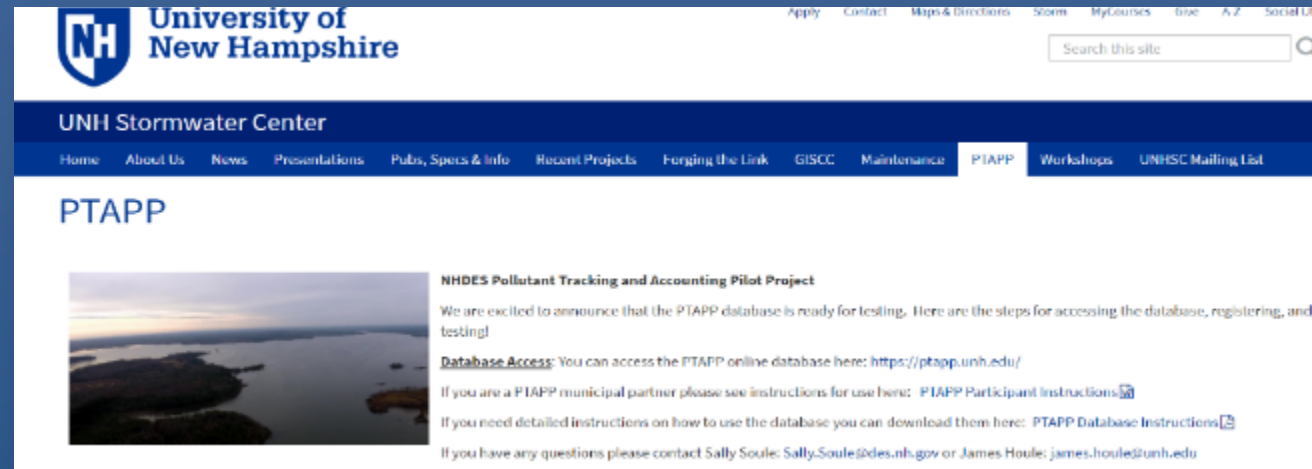 NH
University of
New Hampshire
Apply Contact Maps & Directions Storm MyCourses Give A-Z Social
Search this site
UNH Stormwater Center
Home About Us News Presentations Pubs, Specs & Info Recent Projects Forging the Link GISCC Maintenance PTAPP Workshops UNHSC Mailing List
PTAPP
NHDES Pollutant Tracking and Accounting Pilot Project
We are excited to announce that the PTAPP database is ready for testing. Here are the steps for accessing the database, registering, and
testing!
Database Access: You can access the PTAPP online database here: https://ptapp.unh.edu/
If you are a PTAPP municipal partner please see instructions for use here: PTAPP Participant Instructions
If you need detailed instructions on how to use the database you can download them here: PTAPP Database Instructions
If you have any questions please contact Sally Soule: Sally.Soule@des.nh.gov or James Houle: james.houle@unh.edu